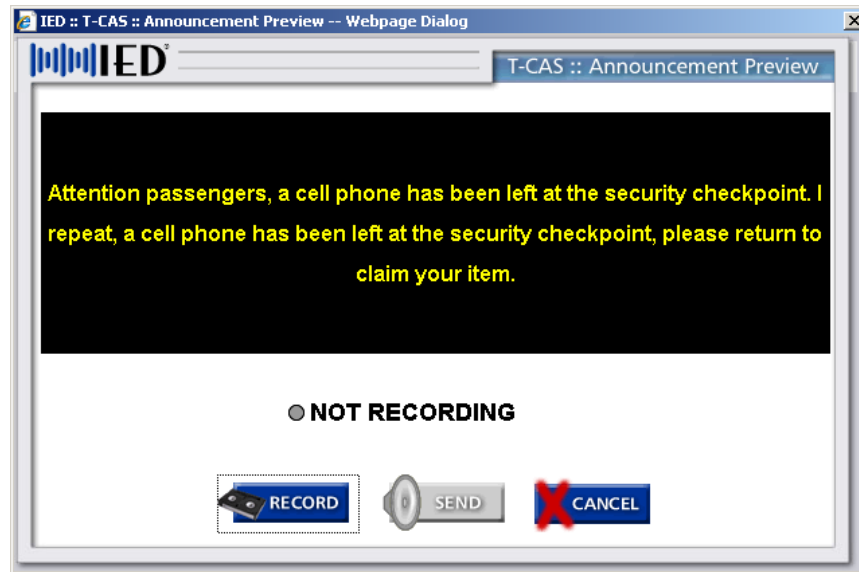 IED :: T-CAS :: Announcement Preview -- Webpage Dialog
IED®
T-CAS :: Announcement Preview
Attention passengers, a cell phone has been left at the security checkpoint. I
repeat, a cell phone has been left at the security checkpoint, please return to
claim your item.
NOT RECORDING
RECORD
SEND
CANCEL